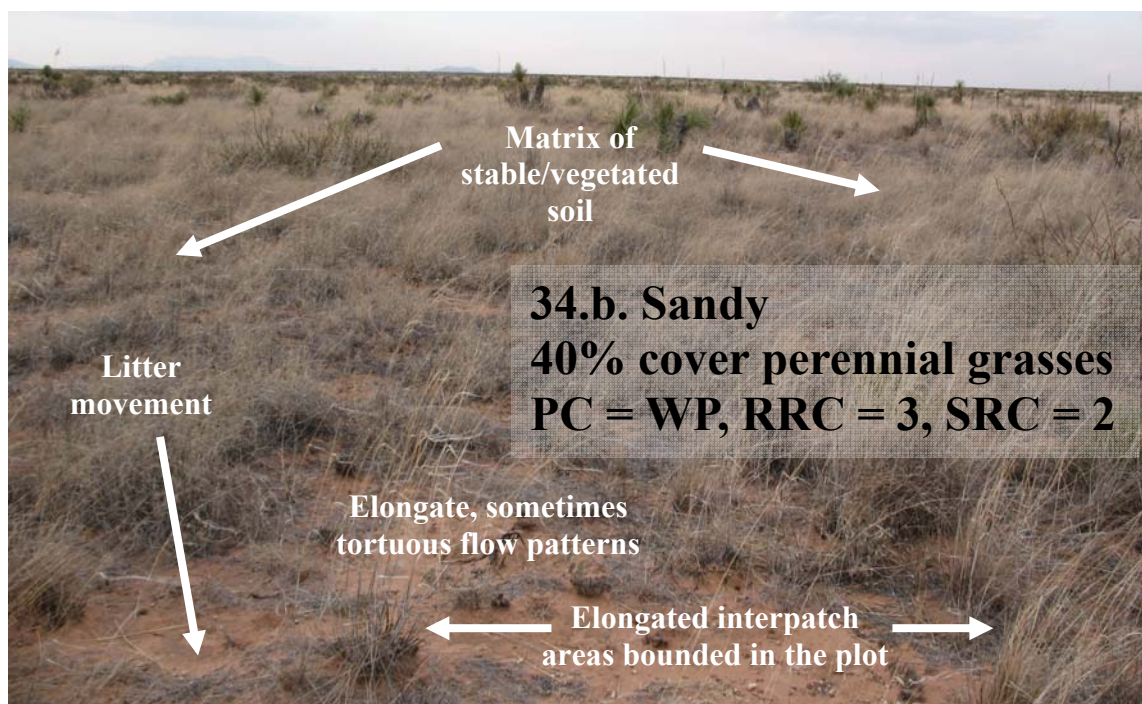 Matrix of
stable/vegetated
soil
34.b. Sandy
40% cover perennial grasses
PC = WP, RRC = 3, SRC = 2
Litter
movement
Elongate, sometimes
tortuous flow patterns
Elongated interpatch
areas bounded in the plot